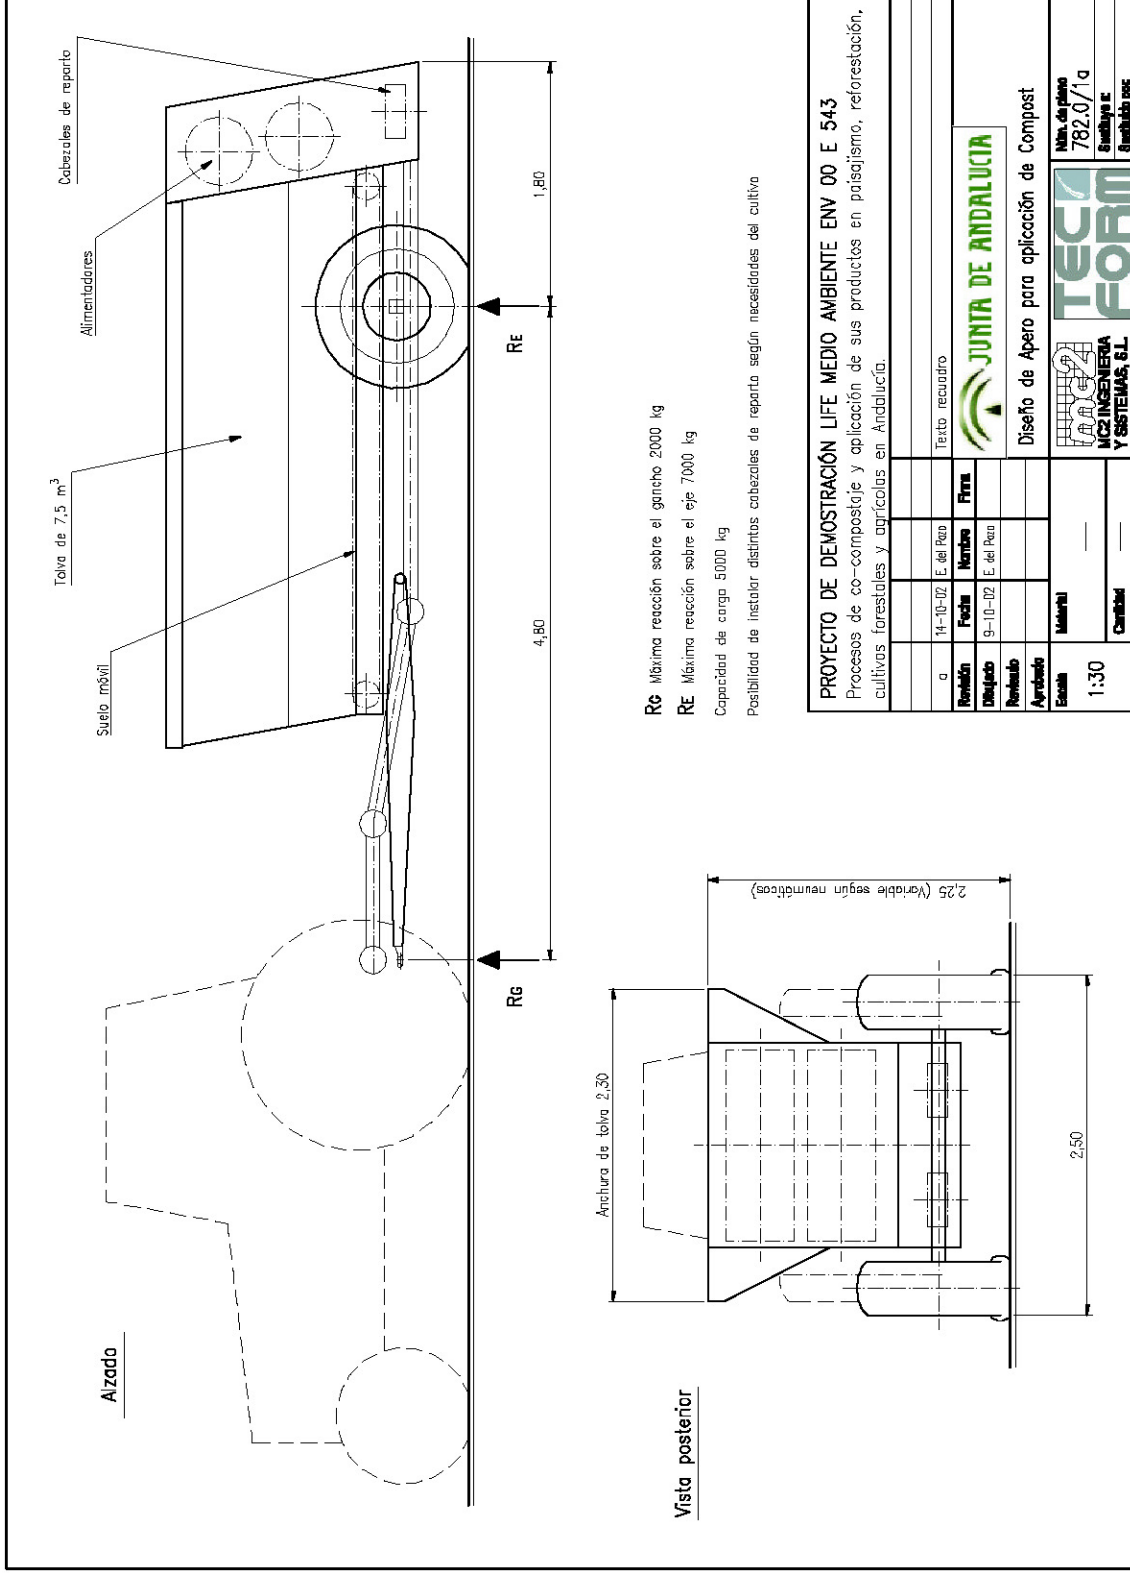 Alzado
Suelo móvil
Tolva de 7,5 m³
Alimentadores
Cabezales de reparto
RG
RE
4,80
1,80
Vista posterior
Anchura de tolva 2,30
2,25 (Variable según neumáticos)
2,50
RG Máxima reacción sobre el gancho 2000 kg
RE Máxima reacción sobre el eje 7000 kg
Capacidad de carga 5000 kg
Posibilidad de instalar distintos cabezales de reparto según necesidades del cultivo
PROYECTO DE DEMOSTRACIÓN LIFE MEDIO AMBIENTE ENV 00 E 543
Procesos de co-compostaje y aplicación de sus productos en paisajismo, reforestación,
cultivos forestales y agrícolas en Andalucía.
a 14-10-02 E. del Pozo Texto recuadro
Revisión Fecha Nombre Firma
Dibujado 9-10-02 E. del Pozo
Revisado
Aprobado
JUNTA DE ANDALUCIA
Diseño de Apero para aplicación de Compost
Escala
1:30
Material
Cantidad
mc2
MC2 INGENIERIA
Y SISTEMAS, S.L.
TECO
FORM
Núm. de plano
782.0/1a
Sustituye a:
Sustituido por: